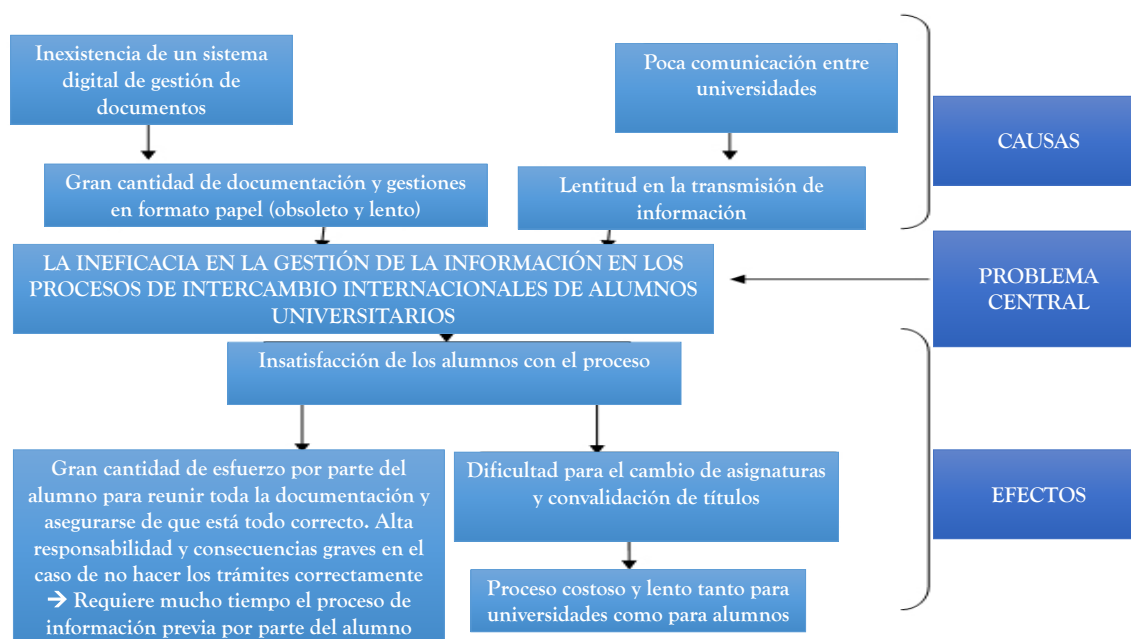 Inexistencia de un sistema
digital de gestión de
documentos
Poca comunicación entre
universidades
CAUSAS
Gran cantidad de documentación y gestiones
en formato papel (obsoleto y lento)
Lentitud en la transmisión de
información
LA INEFICACIA EN LA GESTIÓN DE LA INFORMACIÓN EN LOS
PROCESOS DE INTERCAMBIO INTERNACIONALES DE ALUMNOS
UNIVERSITARIOS
PROBLEMA
CENTRAL
Insatisfacción de los alumnos con el proceso
Gran cantidad de esfuerzo por parte del
alumno para reunir toda la documentación y
asegurarse de que está todo correcto. Alta
responsabilidad y consecuencias graves en el
caso de no hacer los trámites correctamente
→ Requiere mucho tiempo el proceso de
información previa por parte del alumno
Dificultad para el cambio de asignaturas
y convalidación de títulos
EFECTOS
Proceso costoso y lento tanto para
universidades como para alumnos